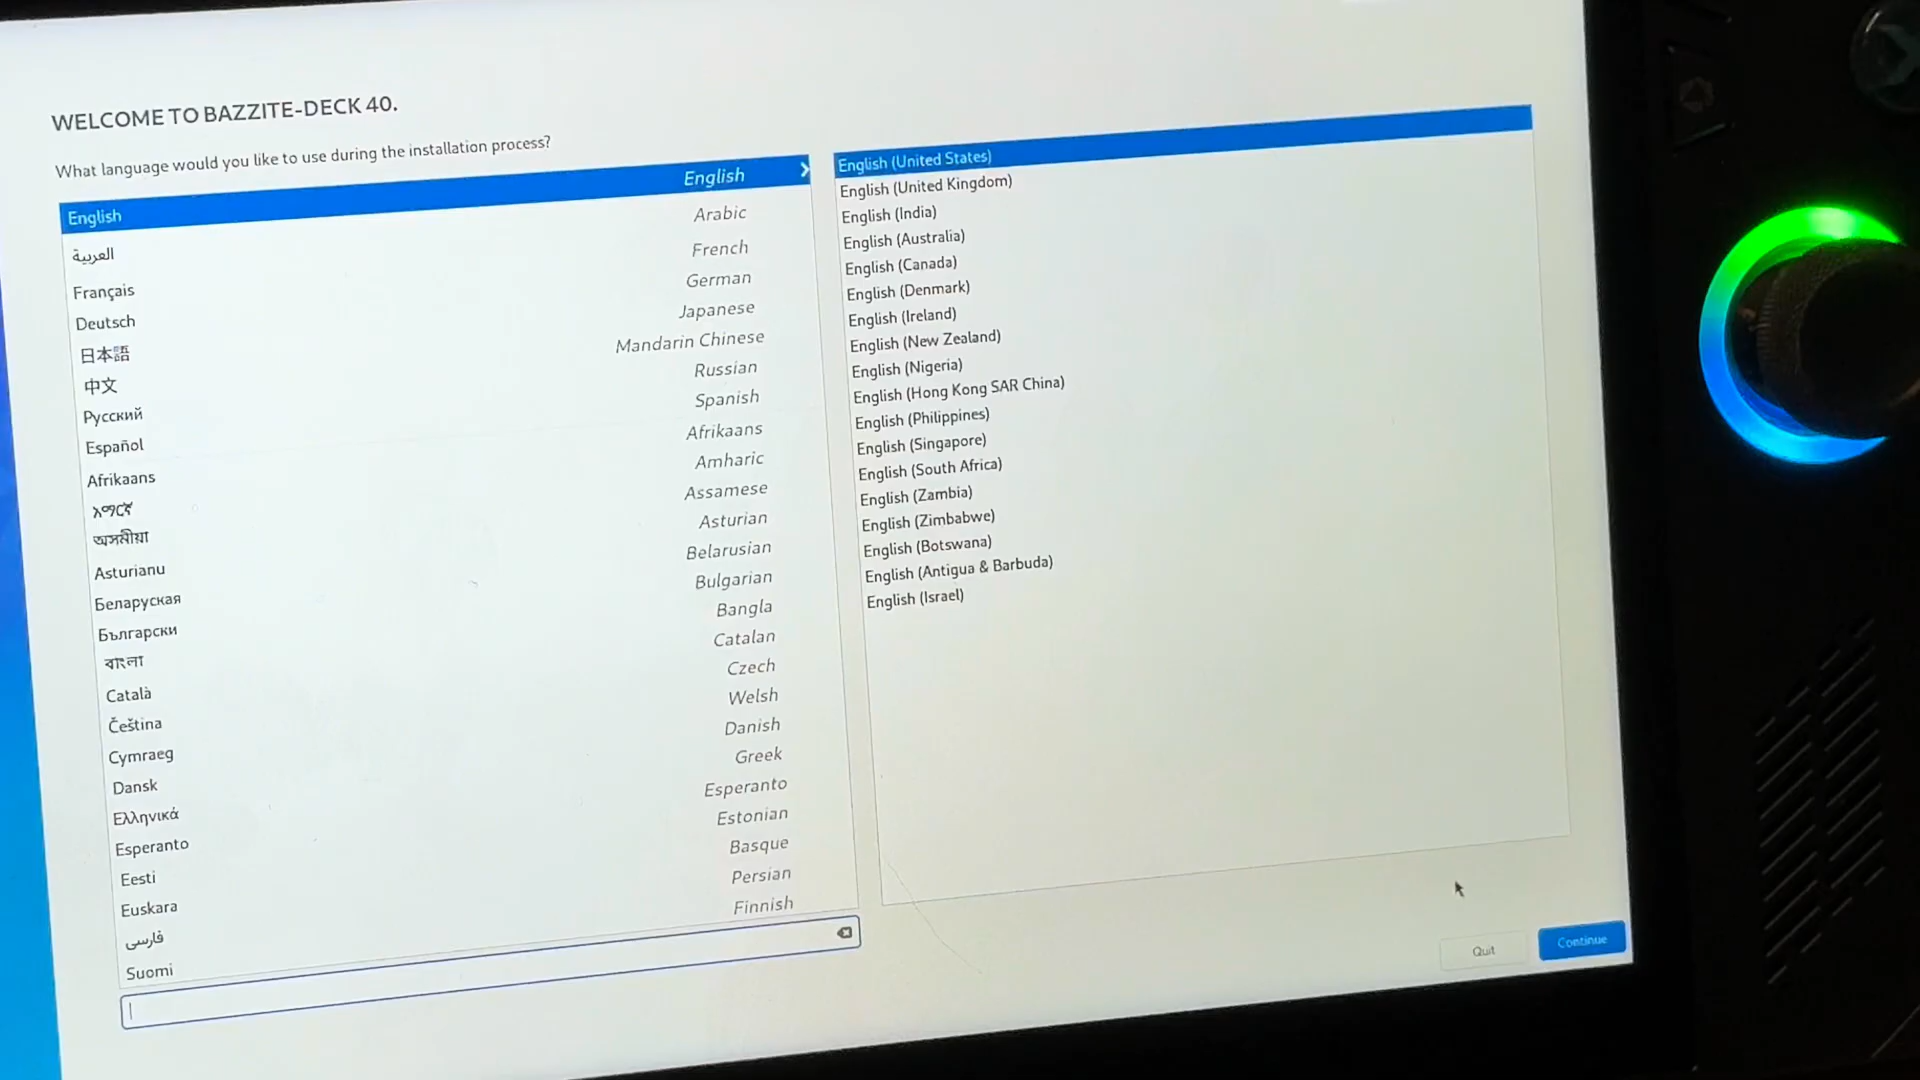 WELCOME TO BAZZITE-DECK 40.
What language would you like to use during the installation process?
English English
العربية Arabic
Français French
Deutsch German
日本語 Japanese
中文 Mandarin Chinese
Русский Russian
Español Spanish
Afrikaans Afrikaans
አማርኛ Amharic
অসমীয়া Assamese
Asturianu Asturian
Беларуская Belarusian
Български Bulgarian
বাংলা Bangla
Català Catalan
Čeština Czech
Cymraeg Welsh
Dansk Danish
Ελληνικά Greek
Esperanto Esperanto
Eesti Estonian
Euskara Basque
فارسی Persian
Suomi Finnish
English (United States)
English (United Kingdom)
English (India)
English (Australia)
English (Canada)
English (Denmark)
English (Ireland)
English (New Zealand)
English (Nigeria)
English (Hong Kong SAR China)
English (Philippines)
English (Singapore)
English (South Africa)
English (Zambia)
English (Zimbabwe)
English (Botswana)
English (Antigua & Barbuda)
English (Israel)
Quit
Continue